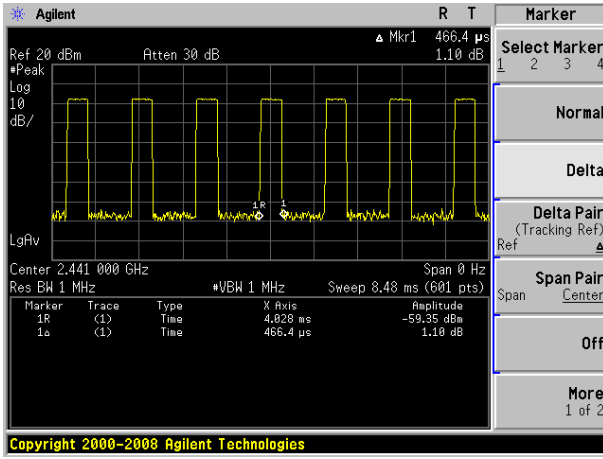 Agilent R T
Δ Mkr1 466.4 µs
Ref 20 dBm Atten 30 dB 1.10 dB
#Peak
Log
10
dB/
1R 1
LgAv
Center 2.441 000 GHz Span 0 Hz
Res BW 1 MHz #VBW 1 MHz Sweep 8.48 ms (601 pts)
Marker Trace Type X Axis Amplitude
1R (1) Time 4.028 ms -59.35 dBm
1Δ (1) Time 466.4 µs 1.10 dB
Copyright 2000-2008 Agilent Technologies
Marker
Select Marker
1 2 3 4
Normal
Delta
Delta Pair
(Tracking Ref)
Ref Δ
Span Pair
Span Center
Off
More
1 of 2